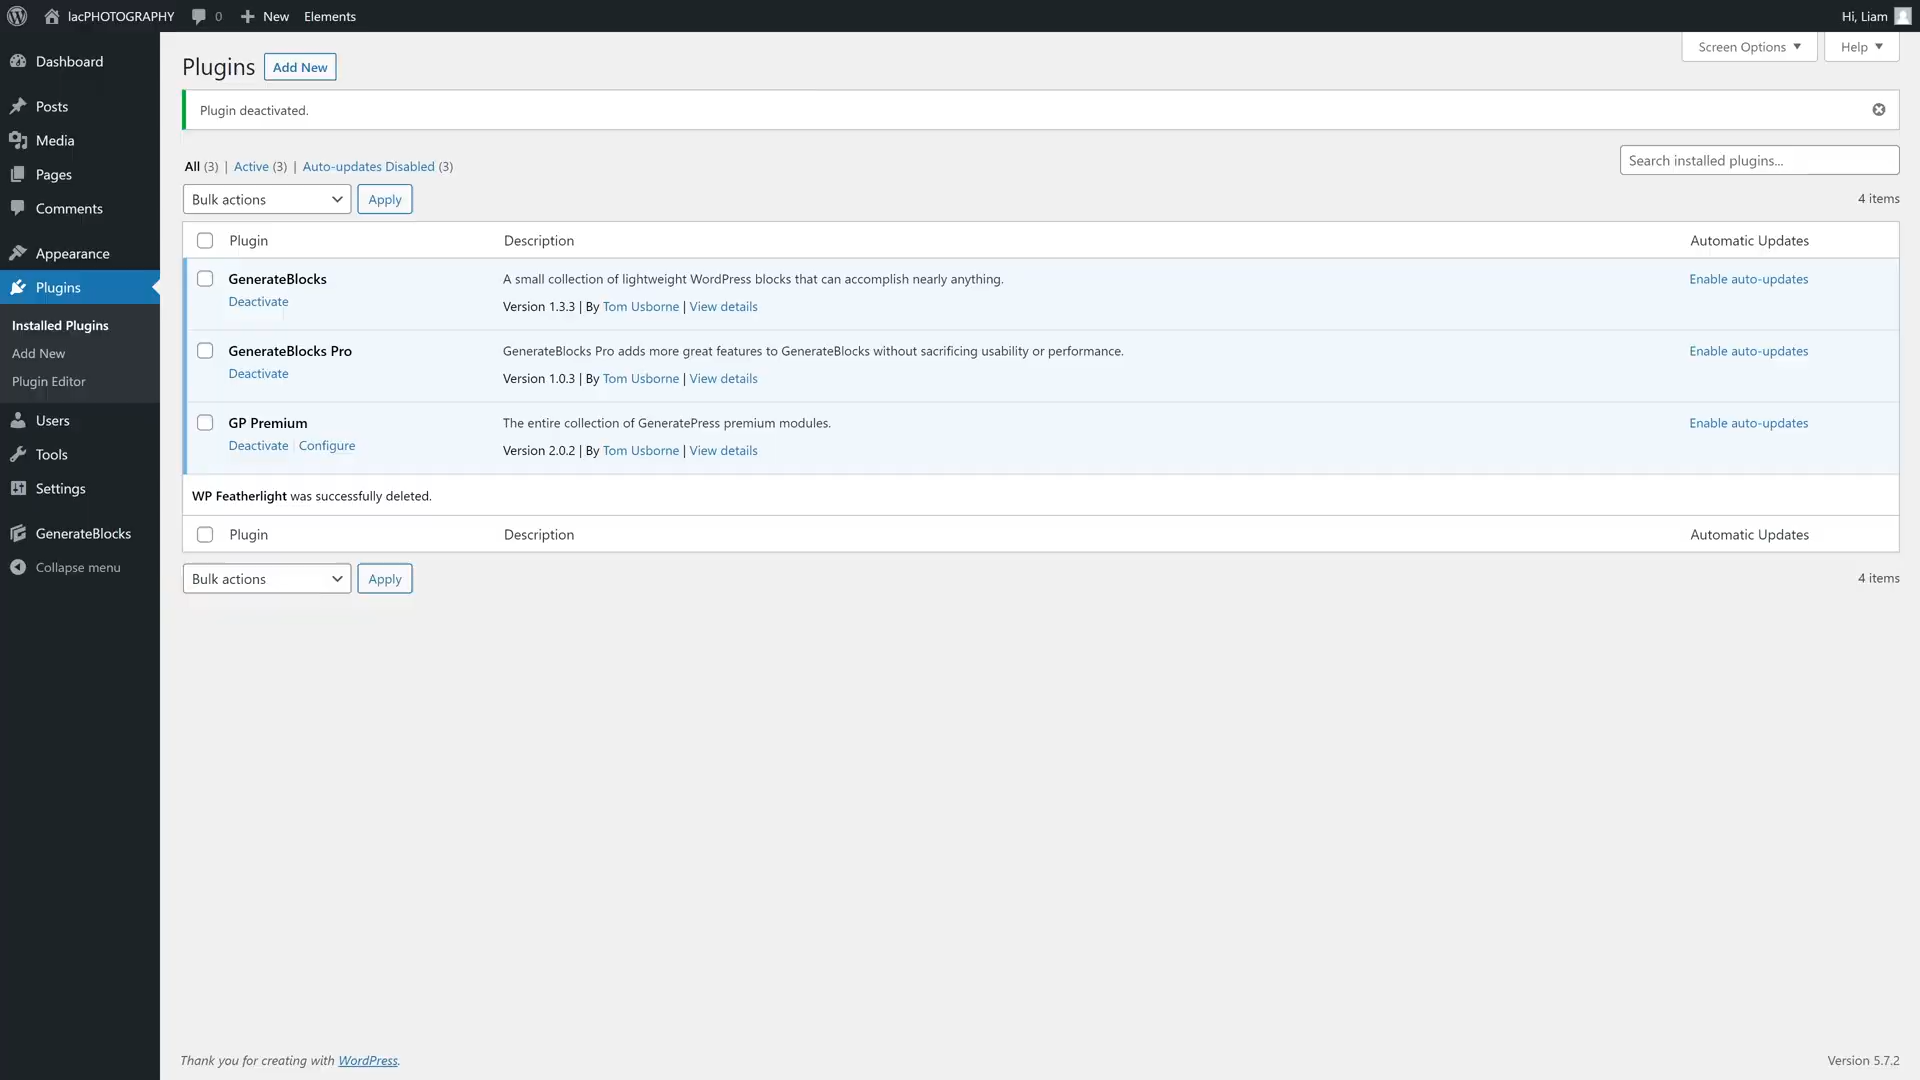 lacPHOTOGRAPHY 0 New Elements Hi, Liam
Screen Options Help
Dashboard
Posts
Media
Pages
Comments
Appearance
Plugins
Installed Plugins
Add New
Plugin Editor
Users
Tools
Settings
GenerateBlocks
Collapse menu
Plugins Add New
Plugin deactivated.
All (3) | Active (3) | Auto-updates Disabled (3)
Search installed plugins...
Bulk actions Apply 4 items
Plugin Description Automatic Updates
GenerateBlocks A small collection of lightweight WordPress blocks that can accomplish nearly anything. Enable auto-updates
Deactivate Version 1.3.3 | By Tom Usborne | View details
GenerateBlocks Pro GenerateBlocks Pro adds more great features to GenerateBlocks without sacrificing usability or performance. Enable auto-updates
Deactivate Version 1.0.3 | By Tom Usborne | View details
GP Premium The entire collection of GeneratePress premium modules. Enable auto-updates
Deactivate | Configure Version 2.0.2 | By Tom Usborne | View details
WP Featherlight was successfully deleted.
Plugin Description Automatic Updates
Bulk actions Apply 4 items
Thank you for creating with WordPress. Version 5.7.2